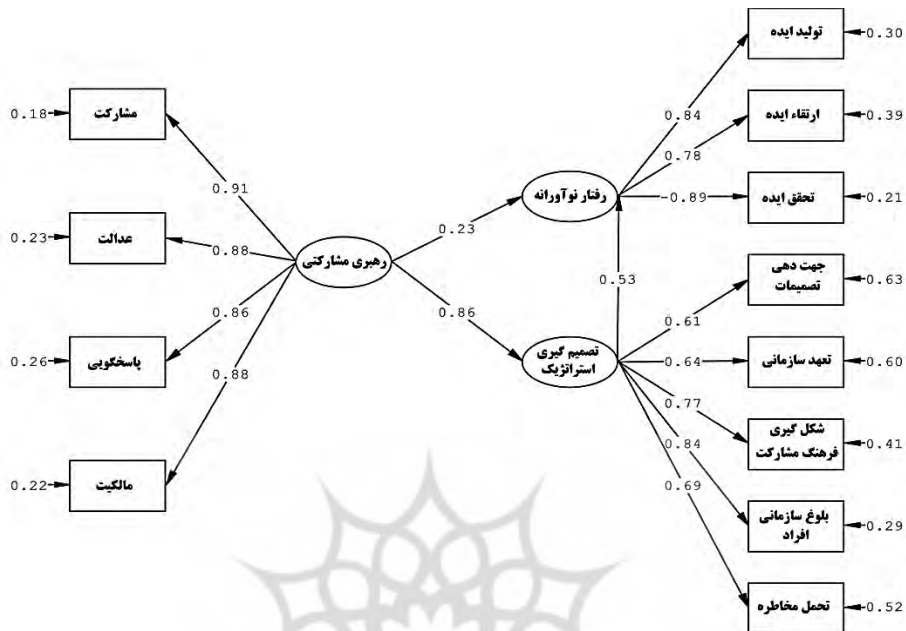 تولید ایده
0.30
ارتقاء ایده
0.39
تحقق ایده
0.21
جهت دهی
تصمیمات
0.63
تعهد سازمانی
0.60
شکل گیری
فرهنگ مشارکت
0.41
بلوغ سازمانی
افراد
0.29
تحمل مخاطره
0.52
0.84
0.78
-0.89
0.61
0.64
0.77
0.84
0.69
رفتار نوآورانه
0.53
تصمیم گیری
استراتژیک
0.23
0.86
رهبری مشارکتی
0.91
0.88
0.86
0.88
مشارکت
0.18
عدالت
0.23
پاسخگویی
0.26
مالکیت
0.22